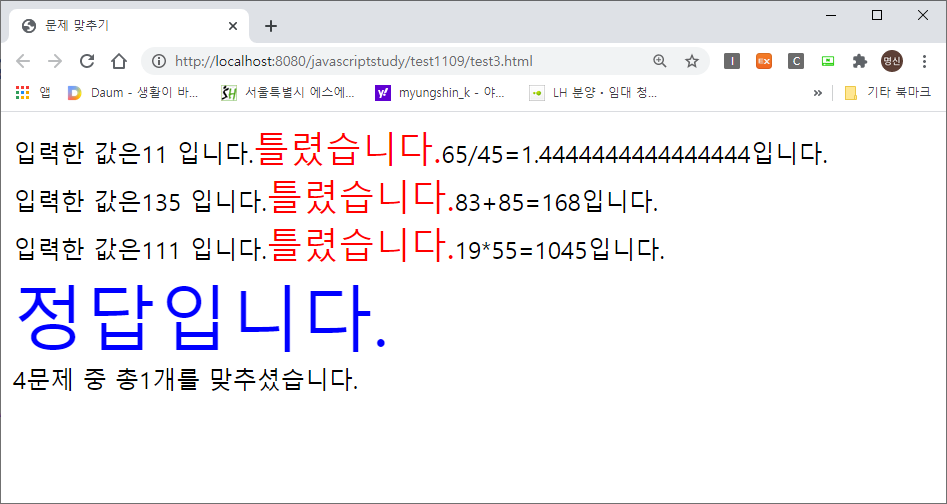 문제 맞추기
http://localhost:8080/javascriptstudy/test1109/test3.html
I EX C 명신
앱 Daum - 생활이 바... SH 서울특별시 에스에... y! myungshin_k - 야... LH 분양 · 임대 청... » 기타 북마크
입력한 값은11 입니다.틀렸습니다.65/45=1.4444444444444444입니다.
입력한 값은135 입니다.틀렸습니다.83+85=168입니다.
입력한 값은111 입니다.틀렸습니다.19*55=1045입니다.
정답입니다.
4문제 중 총1개를 맞추셨습니다.